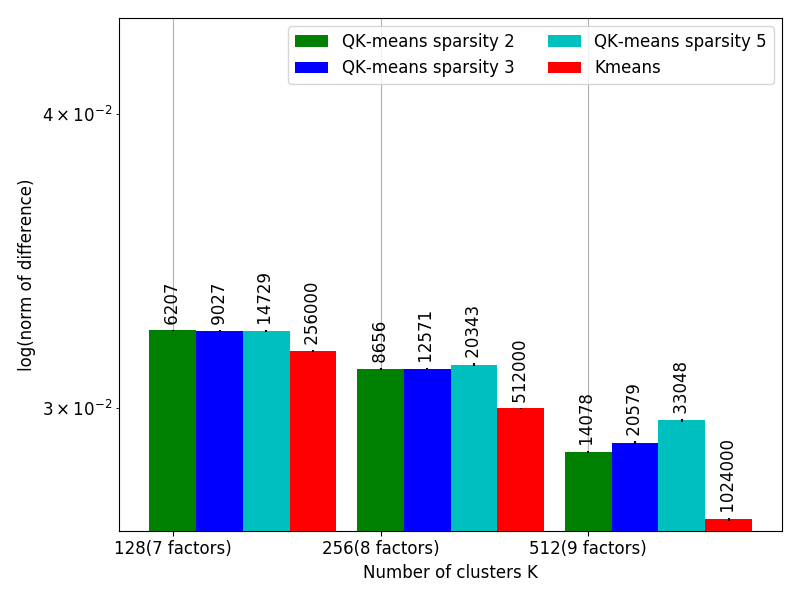 QK-means sparsity 2
QK-means sparsity 3
QK-means sparsity 5
Kmeans
log(norm of difference)
4 × 10⁻²
3 × 10⁻²
6207
9027
14729
256000
8656
12571
20343
512000
14078
20579
33048
1024000
128(7 factors)
256(8 factors)
512(9 factors)
Number of clusters K